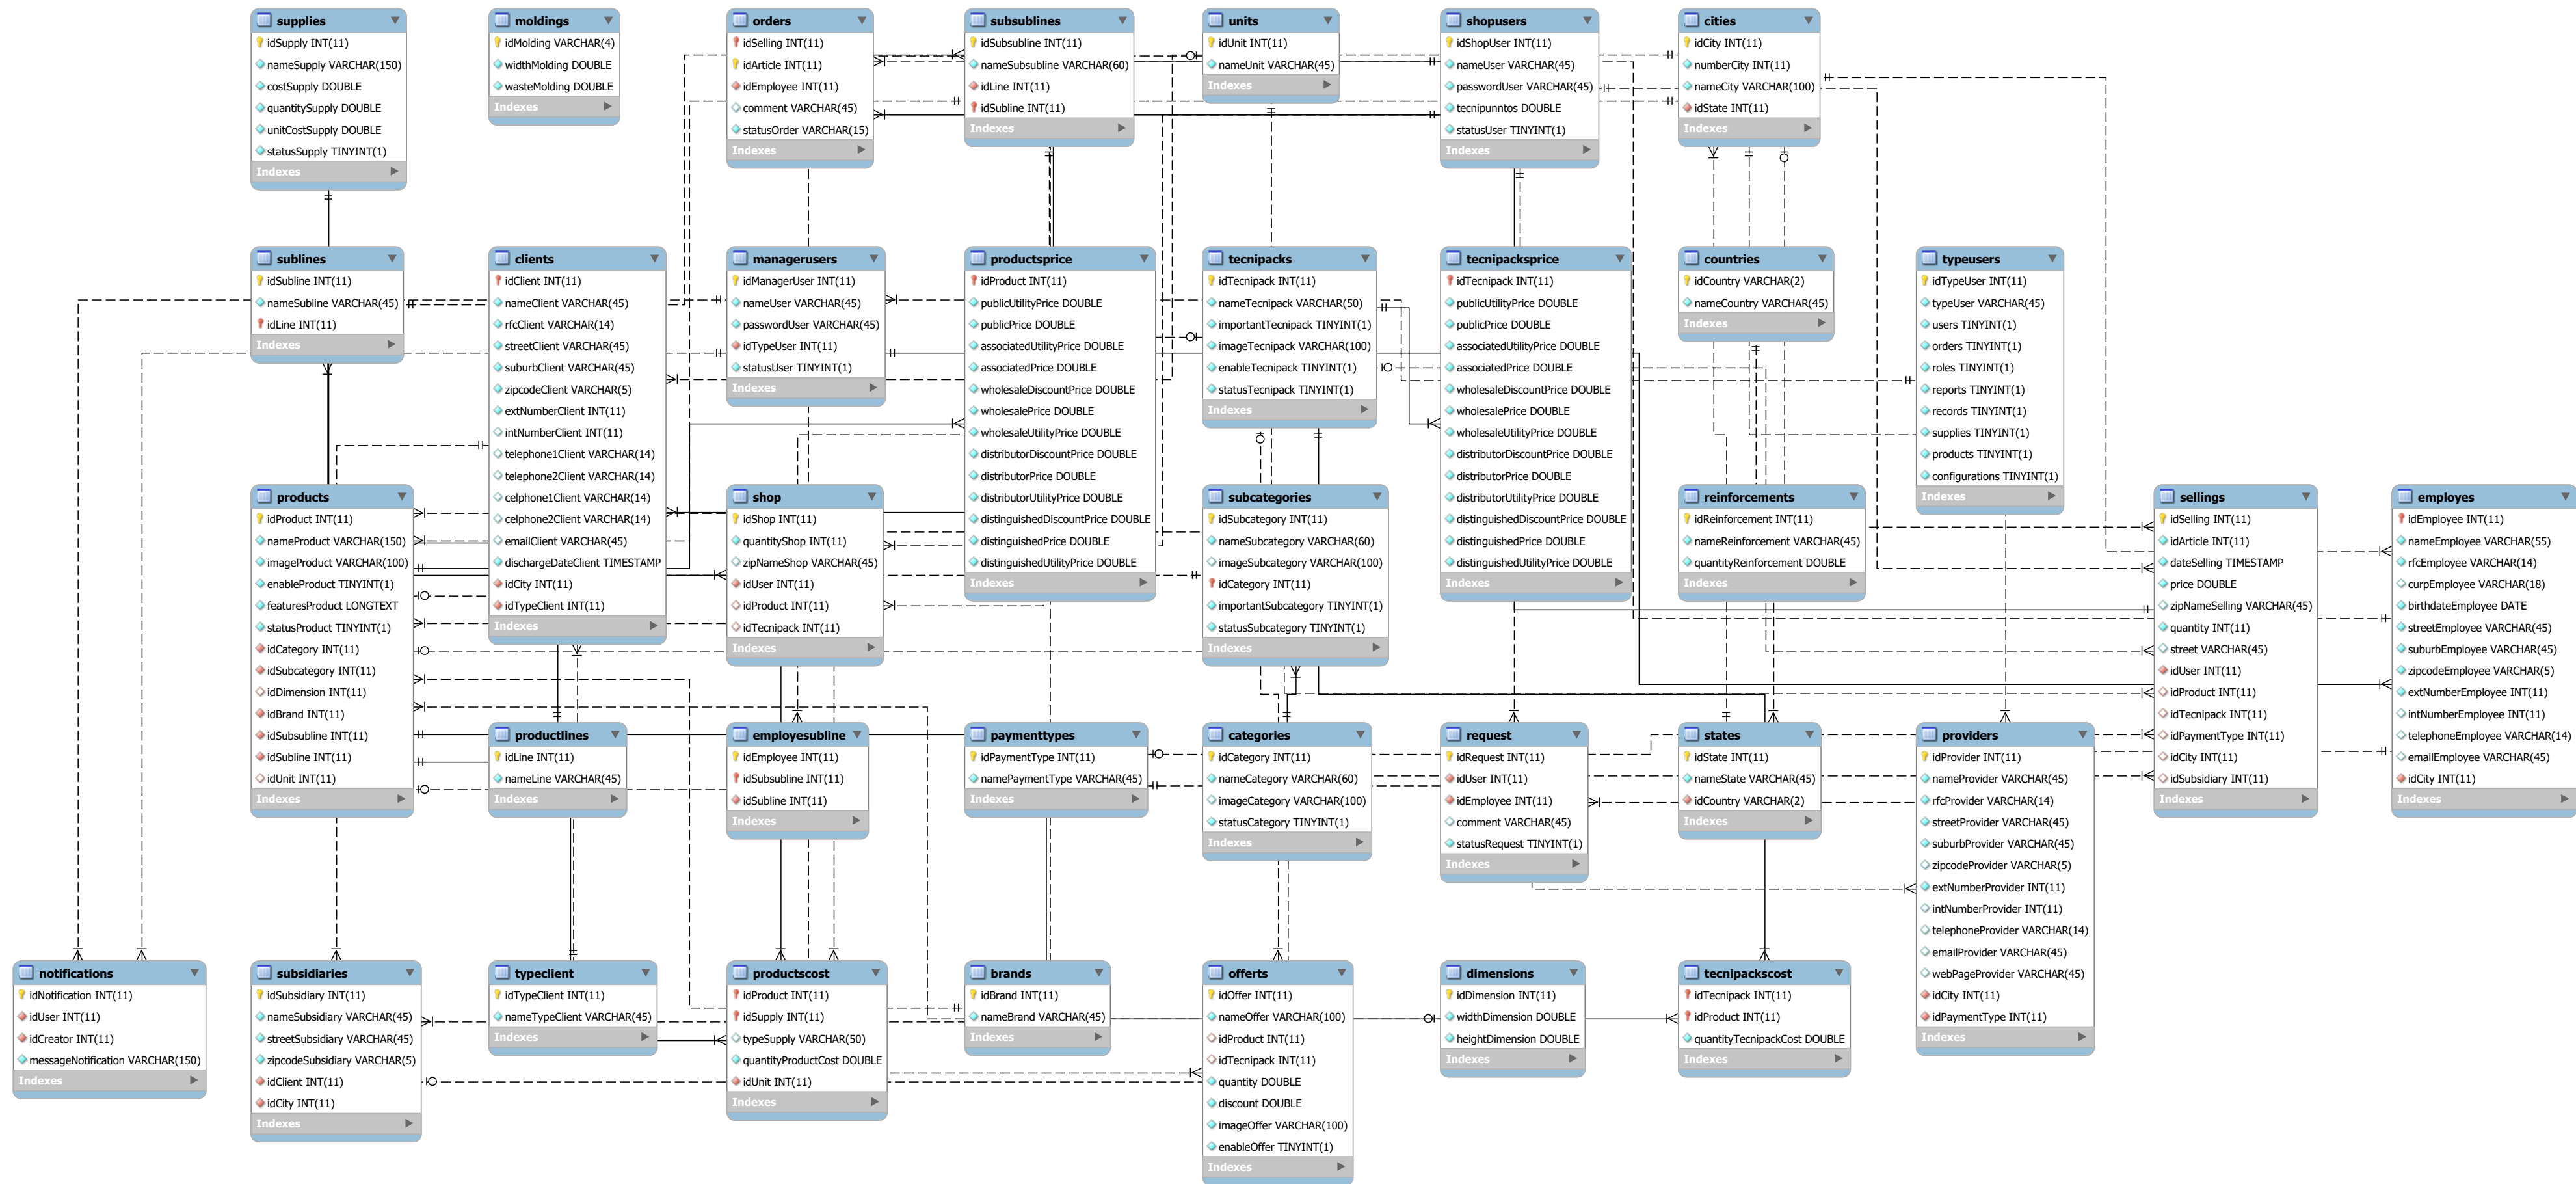 supplies
idSupply INT(11)
nameSupply VARCHAR(150)
costSupply DOUBLE
quantitySupply DOUBLE
unitCostSupply DOUBLE
statusSupply TINYINT(1)
Indexes
moldings
idMolding VARCHAR(4)
widthMolding DOUBLE
wasteMolding DOUBLE
Indexes
orders
idSelling INT(11)
idArticle INT(11)
idEmployee INT(11)
comment VARCHAR(45)
statusOrder VARCHAR(15)
Indexes
subsublines
idSubsubline INT(11)
nameSubsubline VARCHAR(60)
idLine INT(11)
idSubline INT(11)
Indexes
units
idUnit INT(11)
nameUnit VARCHAR(45)
Indexes
shopusers
idShopUser INT(11)
nameUser VARCHAR(45)
passwordUser VARCHAR(45)
tecnipunntos DOUBLE
statusUser TINYINT(1)
Indexes
cities
idCity INT(11)
numberCity INT(11)
nameCity VARCHAR(100)
idState INT(11)
Indexes
sublines
idSubline INT(11)
nameSubline VARCHAR(45)
idLine INT(11)
Indexes
clients
idClient INT(11)
nameClient VARCHAR(45)
rfcClient VARCHAR(14)
streetClient VARCHAR(45)
suburbClient VARCHAR(45)
zipcodeClient VARCHAR(5)
extNumberClient INT(11)
intNumberClient INT(11)
telephone1Client VARCHAR(14)
telephone2Client VARCHAR(14)
celphone1Client VARCHAR(14)
celphone2Client VARCHAR(14)
emailClient VARCHAR(45)
dischargeDateClient TIMESTAMP
idCity INT(11)
idTypeClient INT(11)
Indexes
managerusers
idManagerUser INT(11)
nameUser VARCHAR(45)
passwordUser VARCHAR(45)
idTypeUser INT(11)
statusUser TINYINT(1)
Indexes
productsprice
idProduct INT(11)
publicUtilityPrice DOUBLE
publicPrice DOUBLE
associatedUtilityPrice DOUBLE
associatedPrice DOUBLE
wholesaleDiscountPrice DOUBLE
wholesalePrice DOUBLE
wholesaleUtilityPrice DOUBLE
distributorDiscountPrice DOUBLE
distributorPrice DOUBLE
distributorUtilityPrice DOUBLE
distinguishedDiscountPrice DOUBLE
distinguishedPrice DOUBLE
distinguishedUtilityPrice DOUBLE
Indexes
tecnipacks
idTecnipack INT(11)
nameTecnipack VARCHAR(50)
importantTecnipack TINYINT(1)
imageTecnipack VARCHAR(100)
enableTecnipack TINYINT(1)
statusTecnipack TINYINT(1)
Indexes
tecnipacksprice
idTecnipack INT(11)
publicUtilityPrice DOUBLE
publicPrice DOUBLE
associatedUtilityPrice DOUBLE
associatedPrice DOUBLE
wholesaleDiscountPrice DOUBLE
wholesalePrice DOUBLE
wholesaleUtilityPrice DOUBLE
distributorDiscountPrice DOUBLE
distributorPrice DOUBLE
distributorUtilityPrice DOUBLE
distinguishedDiscountPrice DOUBLE
distinguishedPrice DOUBLE
distinguishedUtilityPrice DOUBLE
Indexes
countries
idCountry VARCHAR(2)
nameCountry VARCHAR(45)
Indexes
typeusers
idTypeUser INT(11)
typeUser VARCHAR(45)
users TINYINT(1)
orders TINYINT(1)
roles TINYINT(1)
reports TINYINT(1)
records TINYINT(1)
supplies TINYINT(1)
products TINYINT(1)
configurations TINYINT(1)
Indexes
products
idProduct INT(11)
nameProduct VARCHAR(150)
imageProduct VARCHAR(100)
enableProduct TINYINT(1)
featuresProduct LONGTEXT
statusProduct TINYINT(1)
idCategory INT(11)
idSubcategory INT(11)
idDimension INT(11)
idBrand INT(11)
idSubsubline INT(11)
idSubline INT(11)
idUnit INT(11)
Indexes
shop
idShop INT(11)
quantityShop INT(11)
zipNameShop VARCHAR(45)
idUser INT(11)
idProduct INT(11)
idTecnipack INT(11)
Indexes
subcategories
idSubcategory INT(11)
nameSubcategory VARCHAR(60)
imageSubcategory VARCHAR(100)
idCategory INT(11)
importantSubcategory TINYINT(1)
statusSubcategory TINYINT(1)
Indexes
reinforcements
idReinforcement INT(11)
nameReinforcement VARCHAR(45)
quantityReinforcement DOUBLE
Indexes
sellings
idSelling INT(11)
idArticle INT(11)
dateSelling TIMESTAMP
price DOUBLE
zipNameSelling VARCHAR(45)
quantity INT(11)
street VARCHAR(45)
idUser INT(11)
idProduct INT(11)
idTecnipack INT(11)
idPaymentType INT(11)
idCity INT(11)
idSubsidiary INT(11)
Indexes
employes
idEmployee INT(11)
nameEmployee VARCHAR(55)
rfcEmployee VARCHAR(14)
curpEmployee VARCHAR(18)
birthdateEmployee DATE
streetEmployee VARCHAR(45)
suburbEmployee VARCHAR(45)
zipcodeEmployee VARCHAR(5)
extNumberEmployee INT(11)
intNumberEmployee INT(11)
telephoneEmployee VARCHAR(14)
emailEmployee VARCHAR(45)
idCity INT(11)
Indexes
productlines
idLine INT(11)
nameLine VARCHAR(45)
Indexes
employesubline
idEmployee INT(11)
idSubsubline INT(11)
idSubline INT(11)
Indexes
paymenttypes
idPaymentType INT(11)
namePaymentType VARCHAR(45)
Indexes
categories
idCategory INT(11)
nameCategory VARCHAR(60)
imageCategory VARCHAR(100)
statusCategory TINYINT(1)
Indexes
request
idRequest INT(11)
idUser INT(11)
idEmployee INT(11)
comment VARCHAR(45)
statusRequest TINYINT(1)
Indexes
states
idState INT(11)
nameState VARCHAR(45)
idCountry VARCHAR(2)
Indexes
providers
idProvider INT(11)
nameProvider VARCHAR(45)
rfcProvider VARCHAR(14)
streetProvider VARCHAR(45)
suburbProvider VARCHAR(45)
zipcodeProvider VARCHAR(5)
extNumberProvider INT(11)
intNumberProvider INT(11)
telephoneProvider VARCHAR(14)
emailProvider VARCHAR(45)
webPageProvider VARCHAR(45)
idCity INT(11)
idPaymentType INT(11)
Indexes
notifications
idNotification INT(11)
idUser INT(11)
idCreator INT(11)
messageNotification VARCHAR(150)
Indexes
subsidiaries
idSubsidiary INT(11)
nameSubsidiary VARCHAR(45)
streetSubsidiary VARCHAR(45)
zipcodeSubsidiary VARCHAR(5)
idClient INT(11)
idCity INT(11)
Indexes
typeclient
idTypeClient INT(11)
nameTypeClient VARCHAR(45)
Indexes
productscost
idProduct INT(11)
idSupply INT(11)
typeSupply VARCHAR(50)
quantityProductCost DOUBLE
idUnit INT(11)
Indexes
brands
idBrand INT(11)
nameBrand VARCHAR(45)
Indexes
offerts
idOffer INT(11)
nameOffer VARCHAR(100)
idProduct INT(11)
idTecnipack INT(11)
quantity DOUBLE
discount DOUBLE
imageOffer VARCHAR(100)
enableOffer TINYINT(1)
Indexes
dimensions
idDimension INT(11)
widthDimension DOUBLE
heightDimension DOUBLE
Indexes
tecnipackscost
idTecnipack INT(11)
idProduct INT(11)
quantityTecnipackCost DOUBLE
Indexes